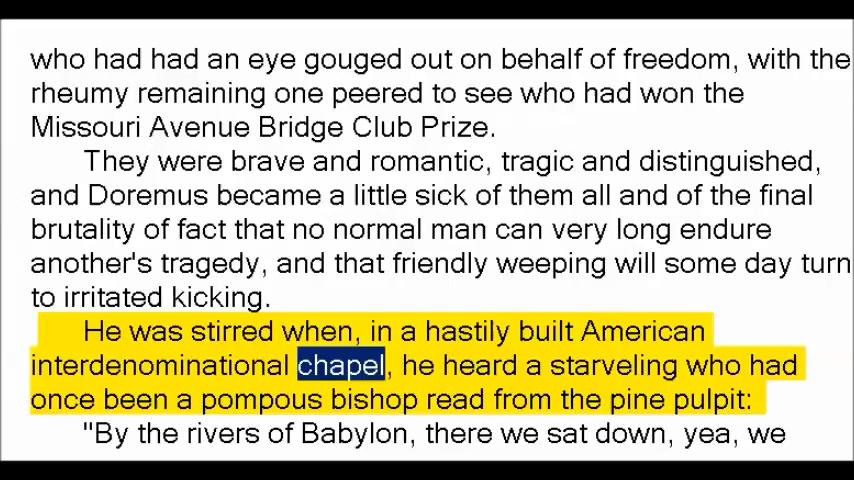 who had had an eye gouged out on behalf of freedom, with the
rheumy remaining one peered to see who had won the
Missouri Avenue Bridge Club Prize.
They were brave and romantic, tragic and distinguished,
and Doremus became a little sick of them all and of the final
brutality of fact that no normal man can very long endure
another's tragedy, and that friendly weeping will some day turn
to irritated kicking.
He was stirred when, in a hastily built American
interdenominational chapel, he heard a starveling who had
once been a pompous bishop read from the pine pulpit:
"By the rivers of Babylon, there we sat down, yea, we